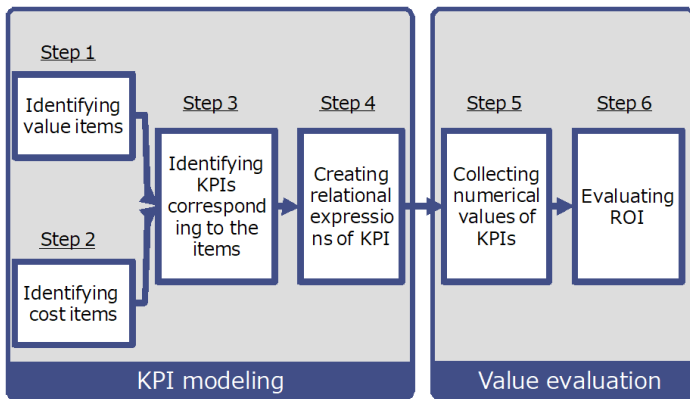 Step 1
Identifying
value items
Step 2
Identifying
cost items
Step 3
Identifying
KPIs
correspond
ing to the
items
Step 4
Creating
relational
expressio
ns of KPI
KPI modeling
Step 5
Collecting
numerical
values of
KPIs
Step 6
Evaluating
ROI
Value evaluation